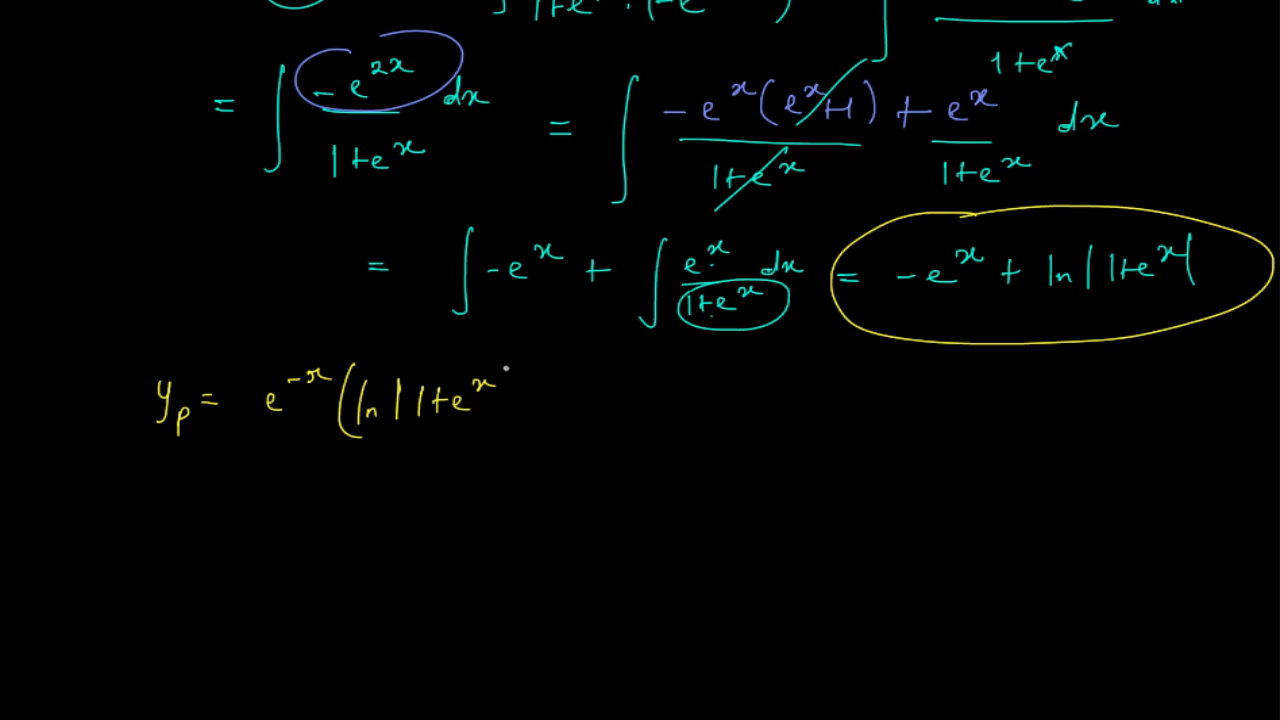 = ∫ -e^{2x} / (1+e^x) dx = ∫ -e^x(e^x+1) / (1+e^x) + e^x / (1+e^x) dx
= ∫ -e^x + ∫ e^x / (1+e^x) dx = -e^x + ln|1+e^x|
y_p = e^{-x} (ln|1+e^x